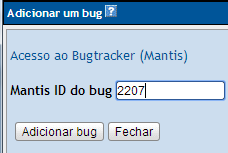 Adicionar um bug ?
Acesso ao Bugtracker (Mantis)
Mantis ID do bug 2207
Adicionar bug Fechar